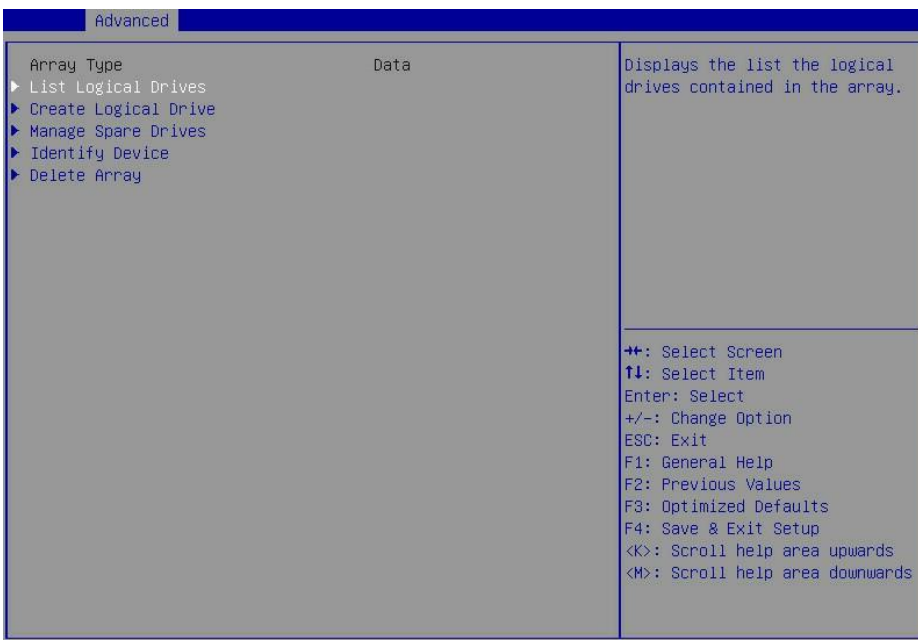 Advanced
Array Type Data
List Logical Drives
Create Logical Drive
Manage Spare Drives
Identify Device
Delete Array
Displays the list the logical
drives contained in the array.
→←: Select Screen
↑↓: Select Item
Enter: Select
+/-: Change Option
ESC: Exit
F1: General Help
F2: Previous Values
F3: Optimized Defaults
F4: Save & Exit Setup
<K>: Scroll help area upwards
<M>: Scroll help area downwards